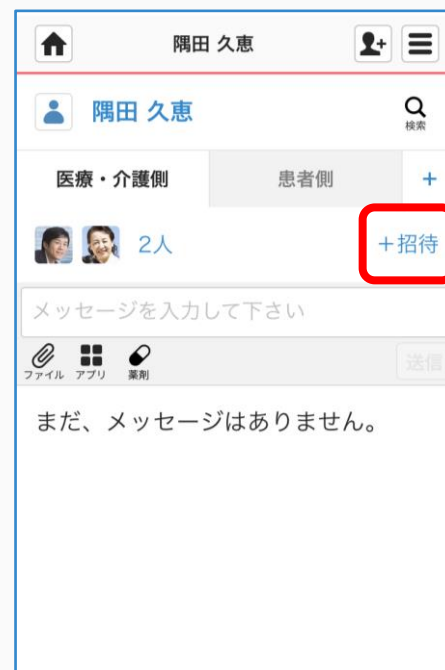 隅田 久恵
隅田 久恵
検索
医療・介護側 患者側 +
2人 +招待
メッセージを入力して下さい
ファイル アプリ 薬剤 送信
まだ、メッセージはありません。